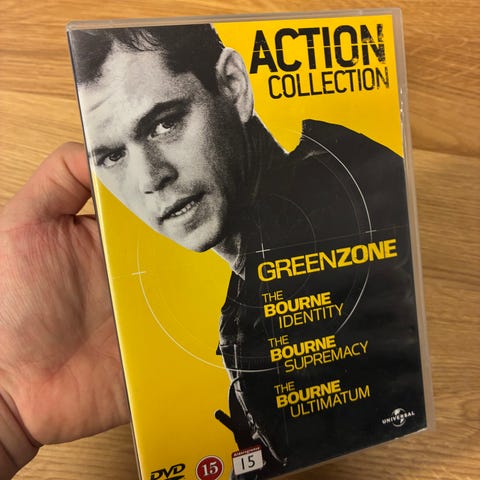 ACTION
COLLECTION
GREENZONE
THE
BOURNE
IDENTITY
THE
BOURNE
SUPREMACY
THE
BOURNE
ULTIMATUM
UNIVERSAL
DVD
15
15